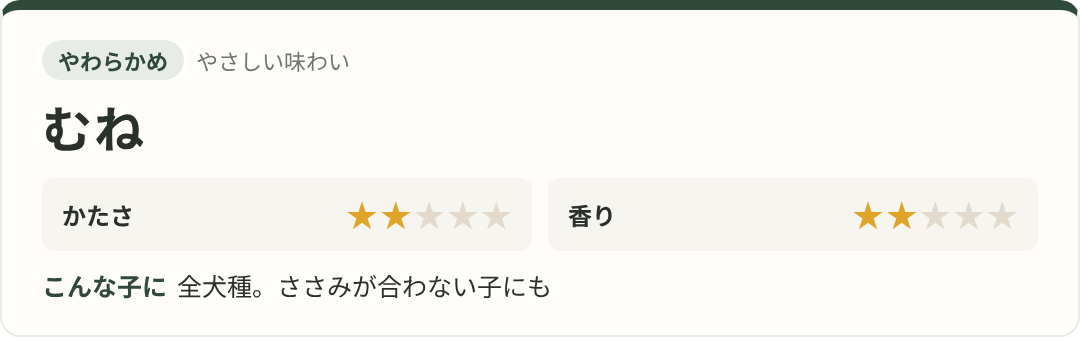 やわらかめ やさしい味わい
むね
かたさ ★★★★★ 香り ★★★★★
こんな子に 全犬種。ささみが合わない子にも